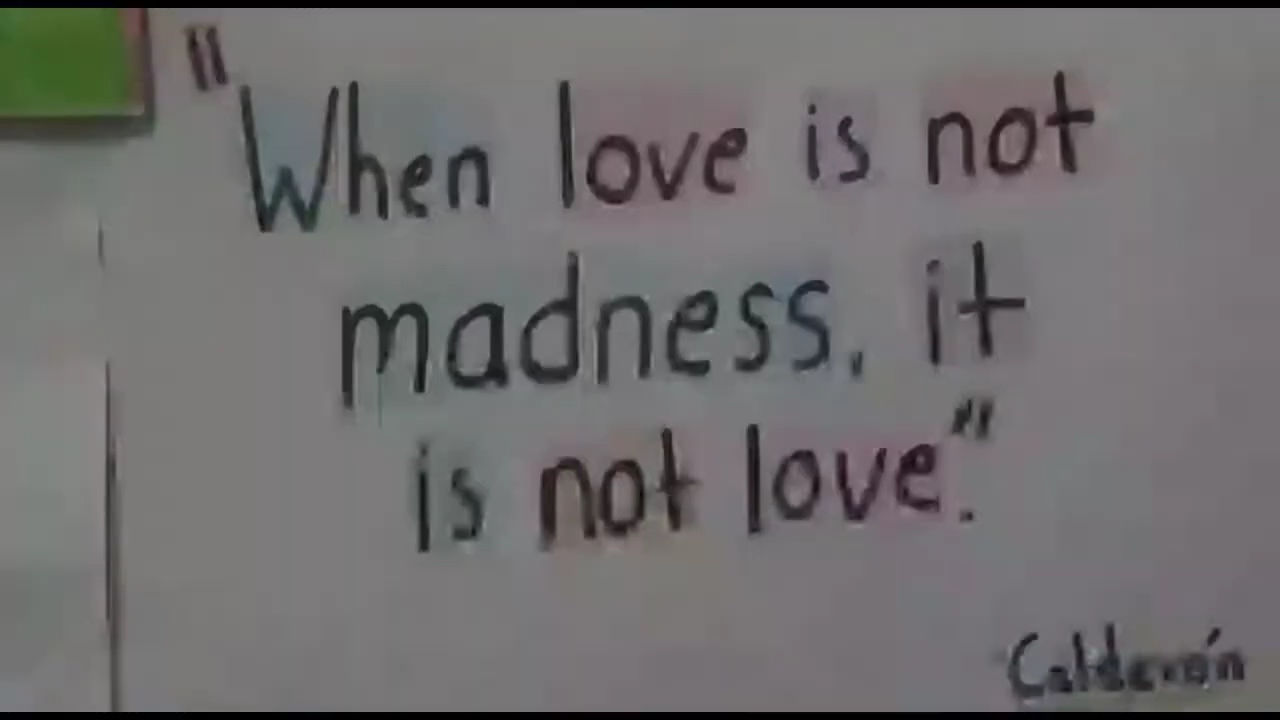 "When love is not
madness, it
is not love."
Calderón